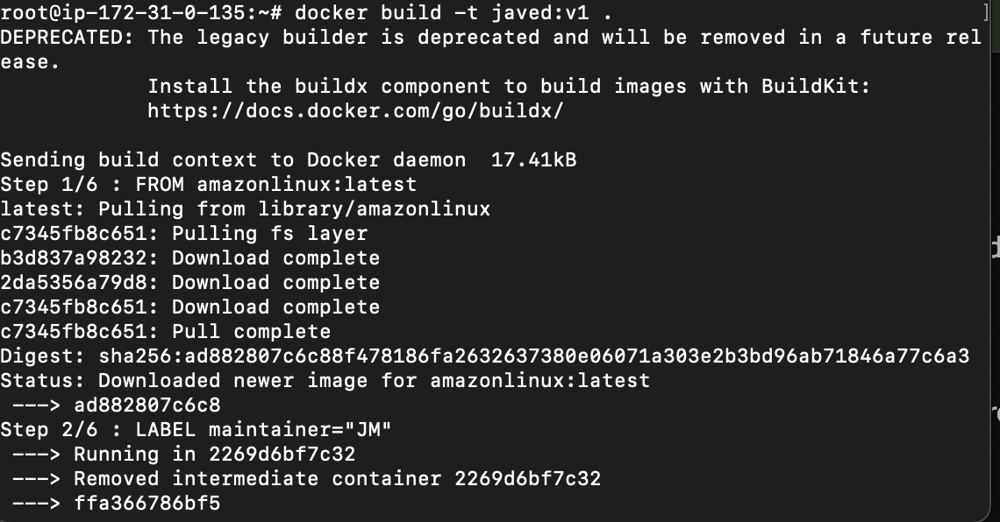 root@ip-172-31-0-135:~# docker build -t javed:v1 .
DEPRECATED: The legacy builder is deprecated and will be removed in a future rel
ease.
            Install the buildx component to build images with BuildKit:
            https://docs.docker.com/go/buildx/
Sending build context to Docker daemon  17.41kB
Step 1/6 : FROM amazonlinux:latest
latest: Pulling from library/amazonlinux
c7345fb8c651: Pulling fs layer
b3d837a98232: Download complete
2da5356a79d8: Download complete
c7345fb8c651: Download complete
c7345fb8c651: Pull complete
Digest: sha256:ad882807c6c88f478186fa2632637380e06071a303e2b3bd96ab71846a77c6a3
Status: Downloaded newer image for amazonlinux:latest
 ---> ad882807c6c8
Step 2/6 : LABEL maintainer="JM"
 ---> Running in 2269d6bf7c32
 ---> Removed intermediate container 2269d6bf7c32
 ---> ffa366786bf5